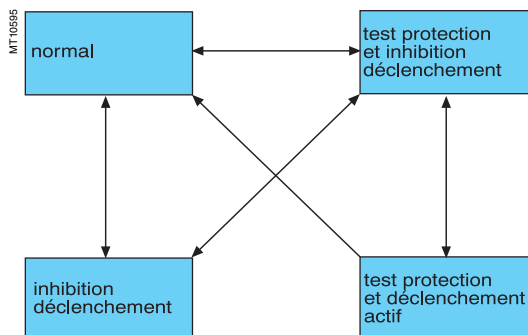 MT10595
normal
test protection
et inhibition
déclenchement
inhibition
déclenchement
test protection
et déclenchement
actif